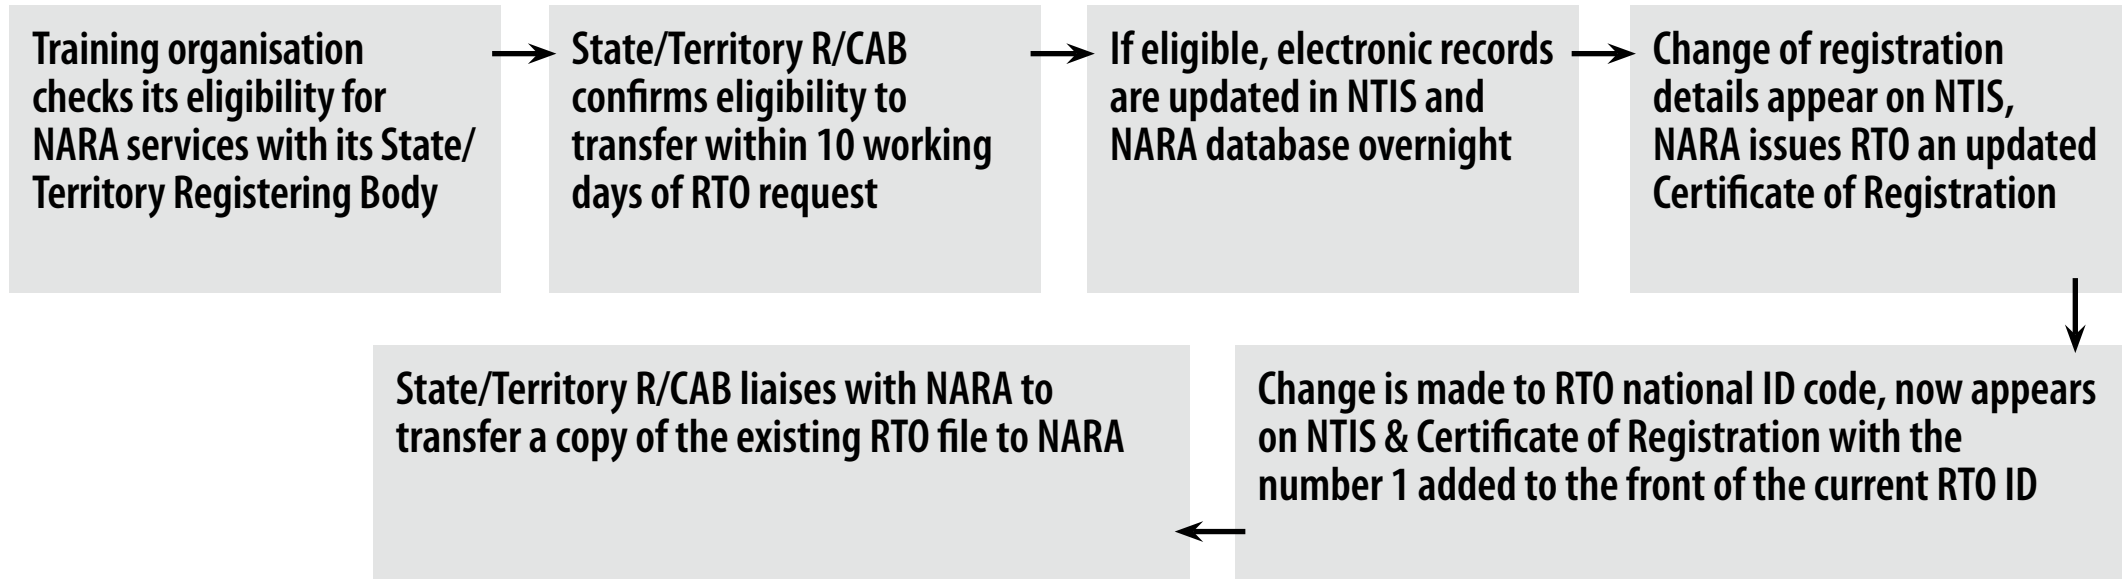 Training organisation
checks its eligibility for
NARA services with its State/
Territory Registering Body
State/Territory R/CAB
confirms eligibility to
transfer within 10 working
days of RTO request
If eligible, electronic records
are updated in NTIS and
NARA database overnight
Change of registration
details appear on NTIS,
NARA issues RTO an updated
Certificate of Registration
Change is made to RTO national ID code, now appears
on NTIS & Certificate of Registration with the
number 1 added to the front of the current RTO ID
State/Territory R/CAB liaises with NARA to
transfer a copy of the existing RTO file to NARA